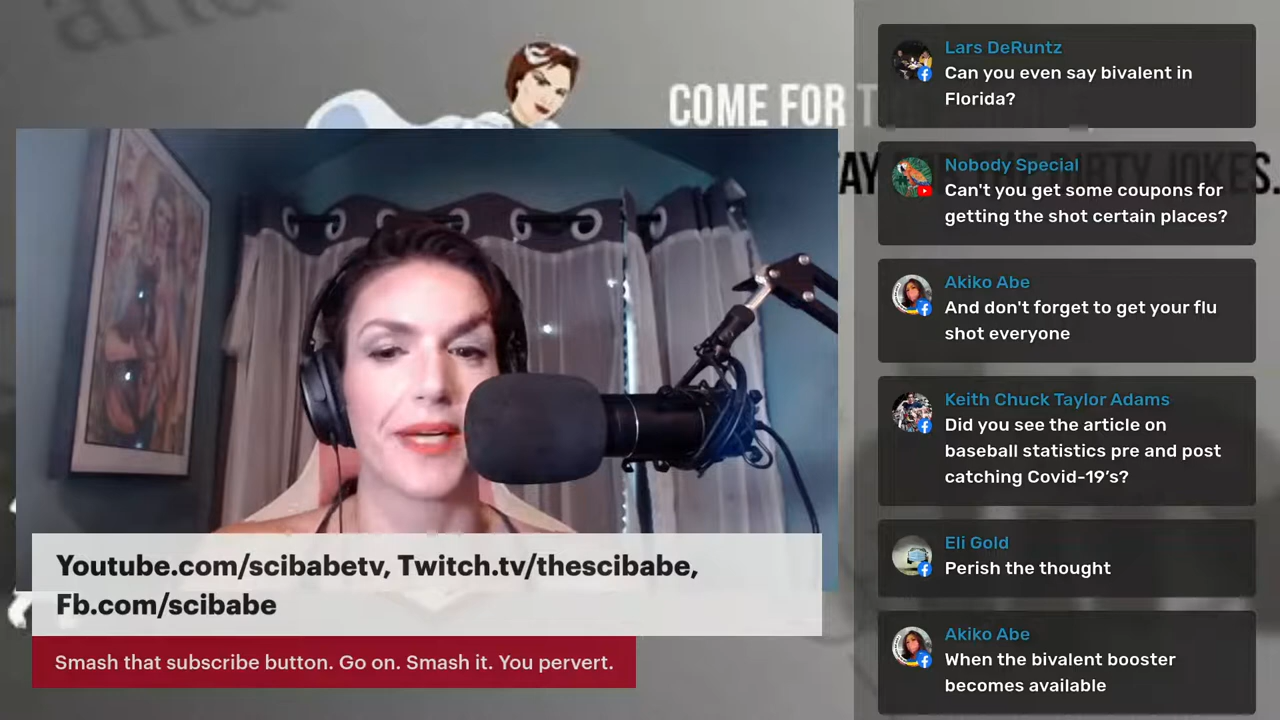 and
COME FOR T
AY JOKES.
Youtube.com/scibabetv, Twitch.tv/thescibabe,
Fb.com/scibabe
Smash that subscribe button. Go on. Smash it. You pervert.
Lars DeRuntz
Can you even say bivalent in
Florida?
Nobody Special
Can't you get some coupons for
getting the shot certain places?
Akiko Abe
And don't forget to get your flu
shot everyone
Keith Chuck Taylor Adams
Did you see the article on
baseball statistics pre and post
catching Covid-19's?
Eli Gold
Perish the thought
Akiko Abe
When the bivalent booster
becomes available